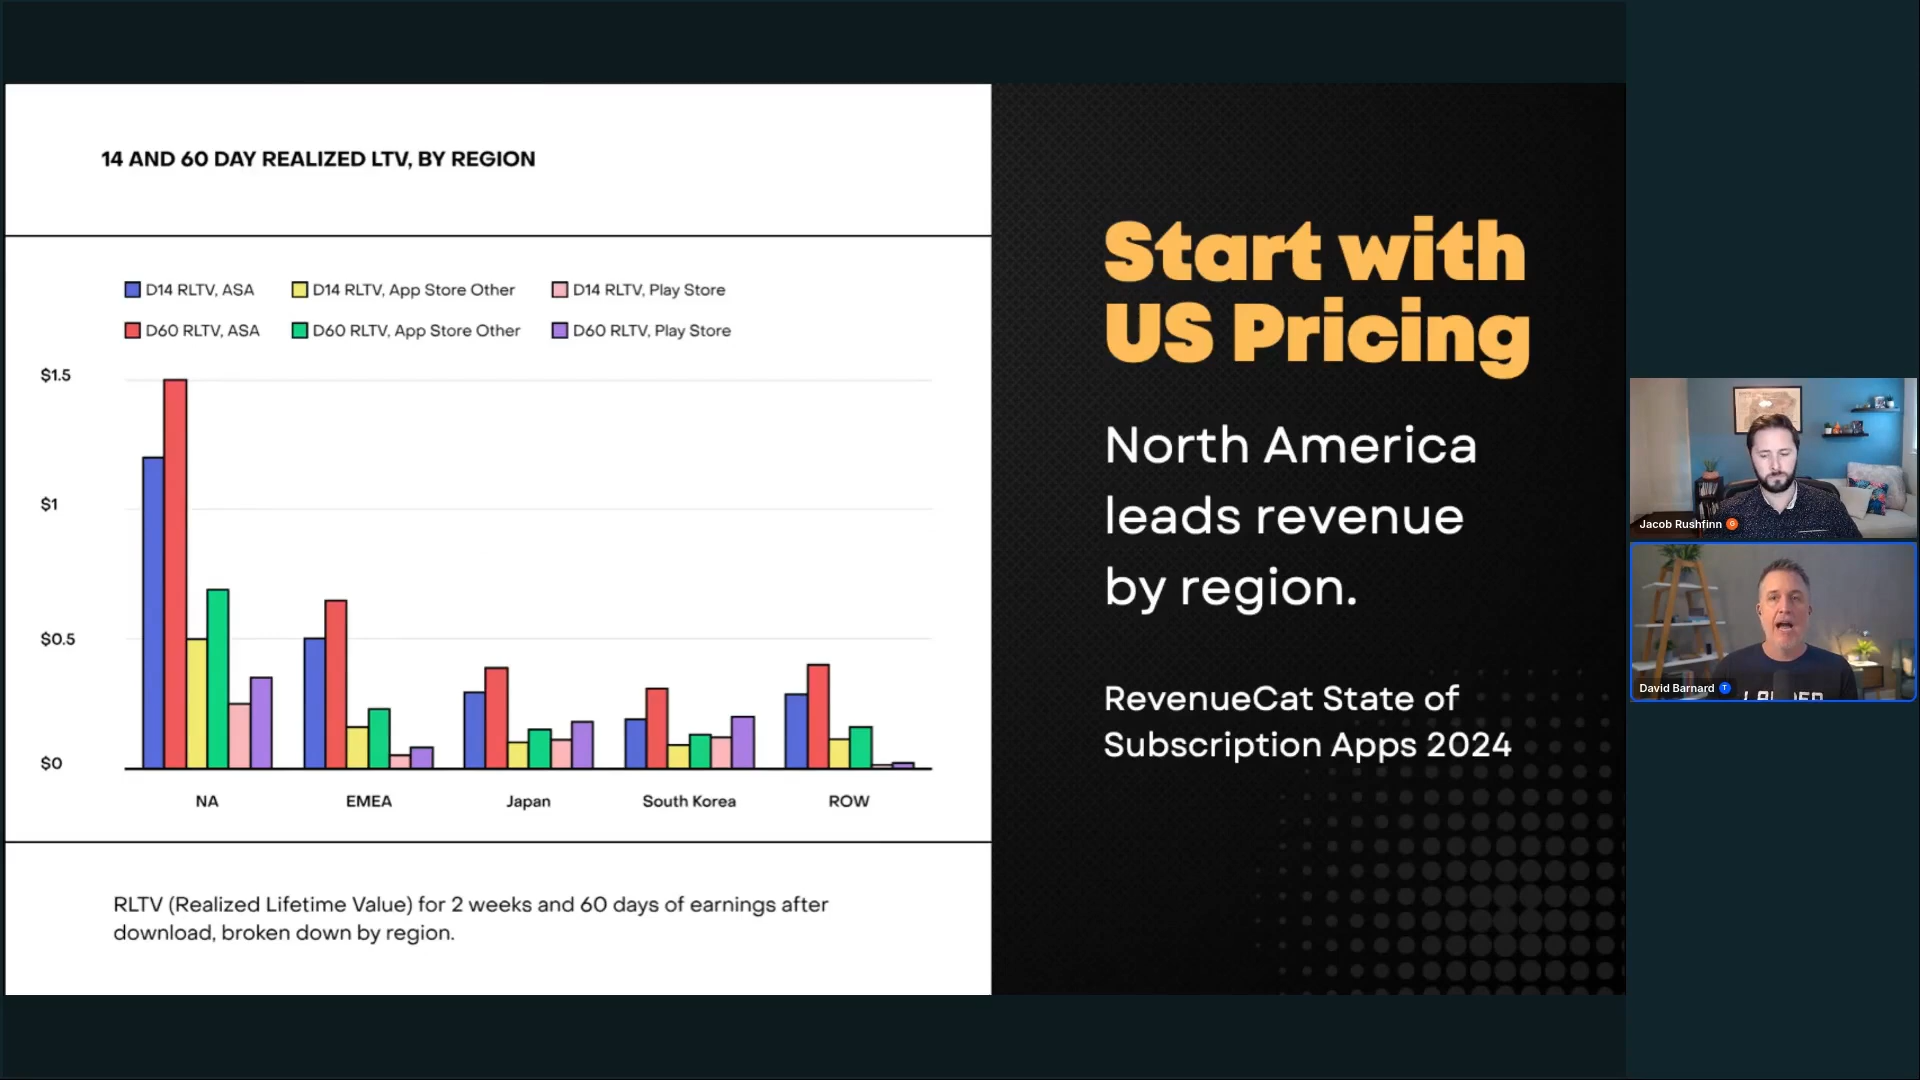 14 AND 60 DAY REALIZED LTV, BY REGION
D14 RLTV, ASA
D14 RLTV, App Store Other
D14 RLTV, Play Store
D60 RLTV, ASA
D60 RLTV, App Store Other
D60 RLTV, Play Store
$1.5
$1
$0.5
$0
NA
EMEA
Japan
South Korea
ROW
RLTV (Realized Lifetime Value) for 2 weeks and 60 days of earnings after
download, broken down by region.
Start with
US Pricing
North America
leads revenue
by region.
RevenueCat State of
Subscription Apps 2024
Jacob Rushfinn G
David Barnard T